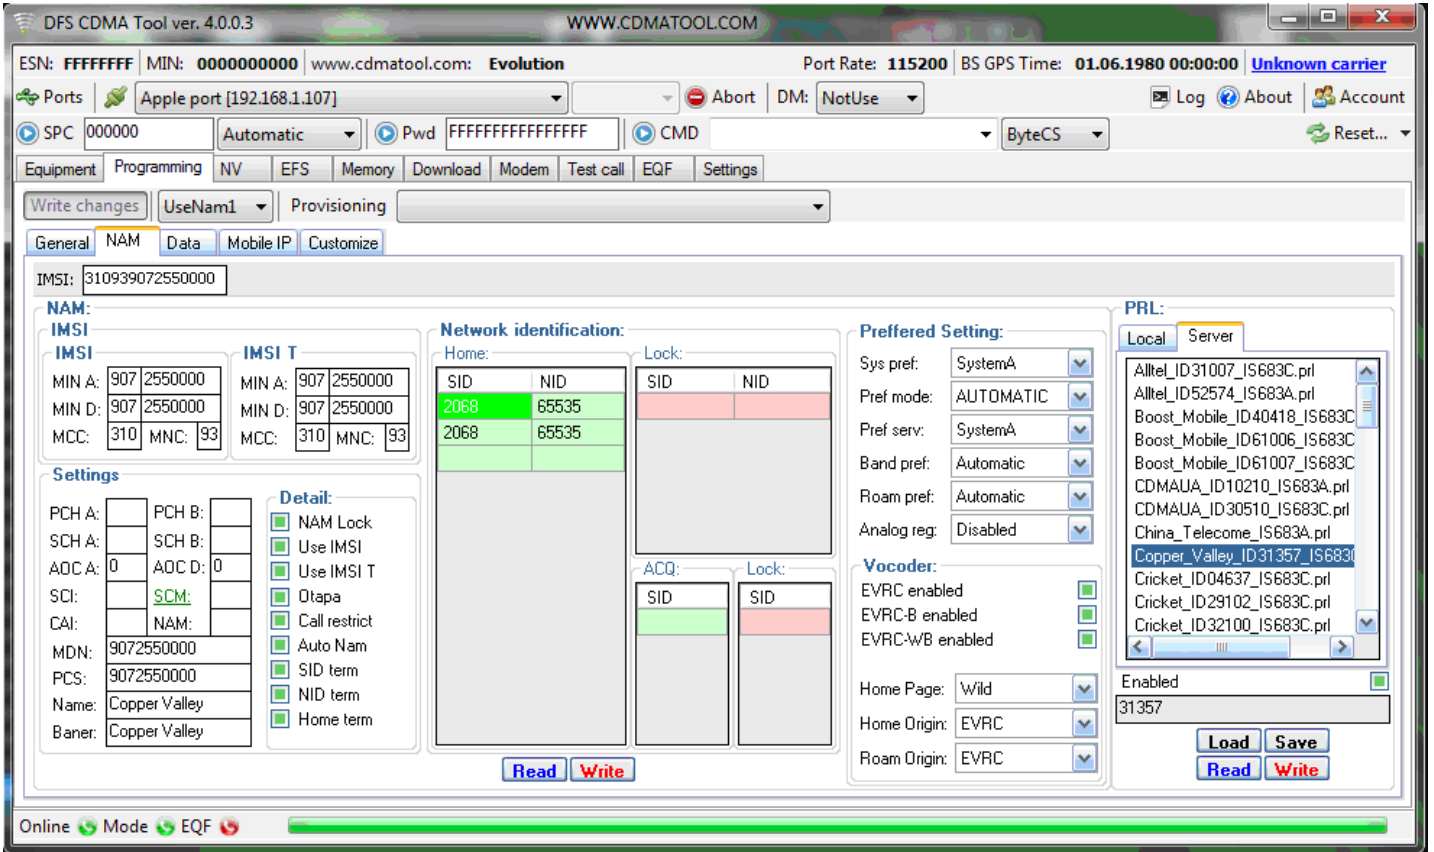 DFS CDMA Tool ver. 4.0.0.3 WWW.CDMATOOL.COM
ESN: FFFFFFFF MIN: 0000000000 www.cdmatool.com: Evolution Port Rate: 115200 BS GPS Time: 01.06.1980 00:00:00 Unknown carrier
Ports Apple port [192.168.1.107] Abort DM: NotUse Log About Account
SPC 000000 Automatic Pwd FFFFFFFFFFFFFFFF CMD ByteCS Reset...
Equipment Programming NV EFS Memory Download Modem Test call EQF Settings
Write changes UseNam1 Provisioning
General NAM Data Mobile IP Customize
IMSI: 310939072550000
NAM:
IMSI
IMSI
MIN A: 907 2550000
MIN D: 907 2550000
MCC: 310 MNC: 93
IMSI T
MIN A: 907 2550000
MIN D: 907 2550000
MCC: 310 MNC: 93
Settings
PCH A: PCH B:
SCH A: SCH B:
AOC A: 0 AOC D: 0
SCI: SCM:
CAI: NAM:
MDN: 9072550000
PCS: 9072550000
Name: Copper Valley
Baner: Copper Valley
Detail:
NAM Lock
Use IMSI
Use IMSI T
Otapa
Call restrict
Auto Nam
SID term
NID term
Home term
Network identification:
Home:
SID NID
2068 65535
2068 65535
Lock:
SID NID
ACQ:
SID
Lock:
SID
Read Write
Preffered Setting:
Sys pref: SystemA
Pref mode: AUTOMATIC
Pref serv: SystemA
Band pref: Automatic
Roam pref: Automatic
Analog reg: Disabled
Vocoder:
EVRC enabled
EVRC-B enabled
EVRC-WB enabled
Home Page: Wild
Home Origin: EVRC
Roam Origin: EVRC
PRL:
Local Server
Alltel_ID31007_IS683C.prl
Alltel_ID52574_IS683A.prl
Boost_Mobile_ID40418_IS683C
Boost_Mobile_ID61006_IS683C
Boost_Mobile_ID61007_IS683C
CDMAUA_ID10210_IS683A.prl
CDMAUA_ID30510_IS683C.prl
China_Telecome_IS683A.prl
Copper_Valley_ID31357_IS683C
Cricket_ID04637_IS683C.prl
Cricket_ID29102_IS683C.prl
Cricket_ID32100_IS683C.prl
Enabled
31357
Load Save
Read Write
Online Mode EQF